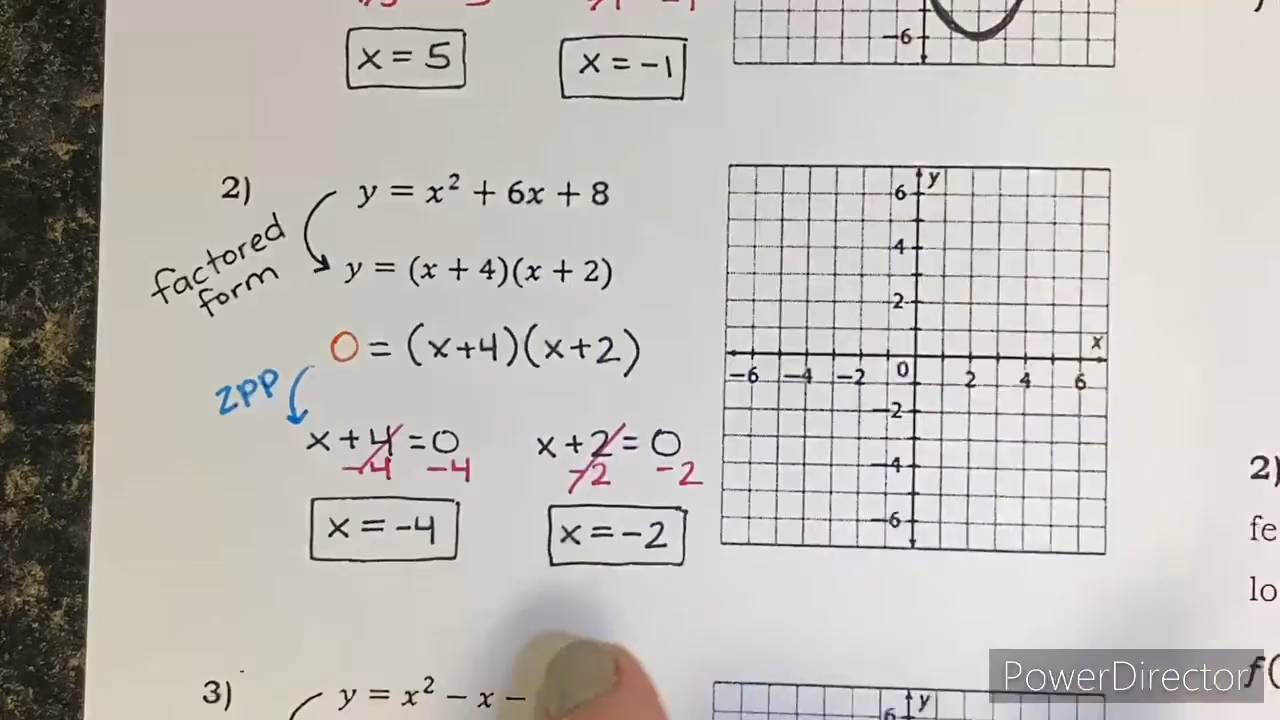 x = 5
x = -1
-6
2)
y = x² + 6x + 8
factored form
y = (x + 4)(x + 2)
0 = (x+4)(x+2)
ZPP
x+4=0
-4 -4
x+2=0
-2 -2
x = -4
x = -2
y
6
4
2
x
-6 -4 -2 0 2 4 6
-2
-4
-6
2)
fe
lo
f(
3)
y = x² - x -
y
6
PowerDirector